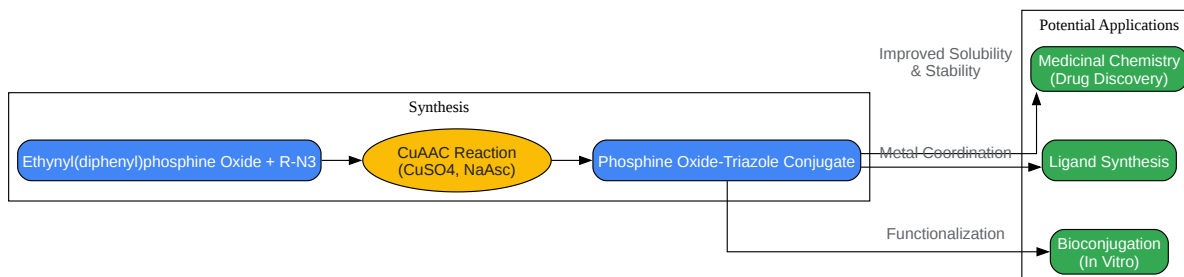 Potential Applications
Improved Solubility
& Stability
Medicinal Chemistry
(Drug Discovery)
Synthesis
Ethynyl(diphenyl)phosphine Oxide + R-N3
CuAAC Reaction
(CuSO4, NaAsc)
Phosphine Oxide-Triazole Conjugate
Metal Coordination
Ligand Synthesis
Functionalization
Bioconjugation
(In Vitro)